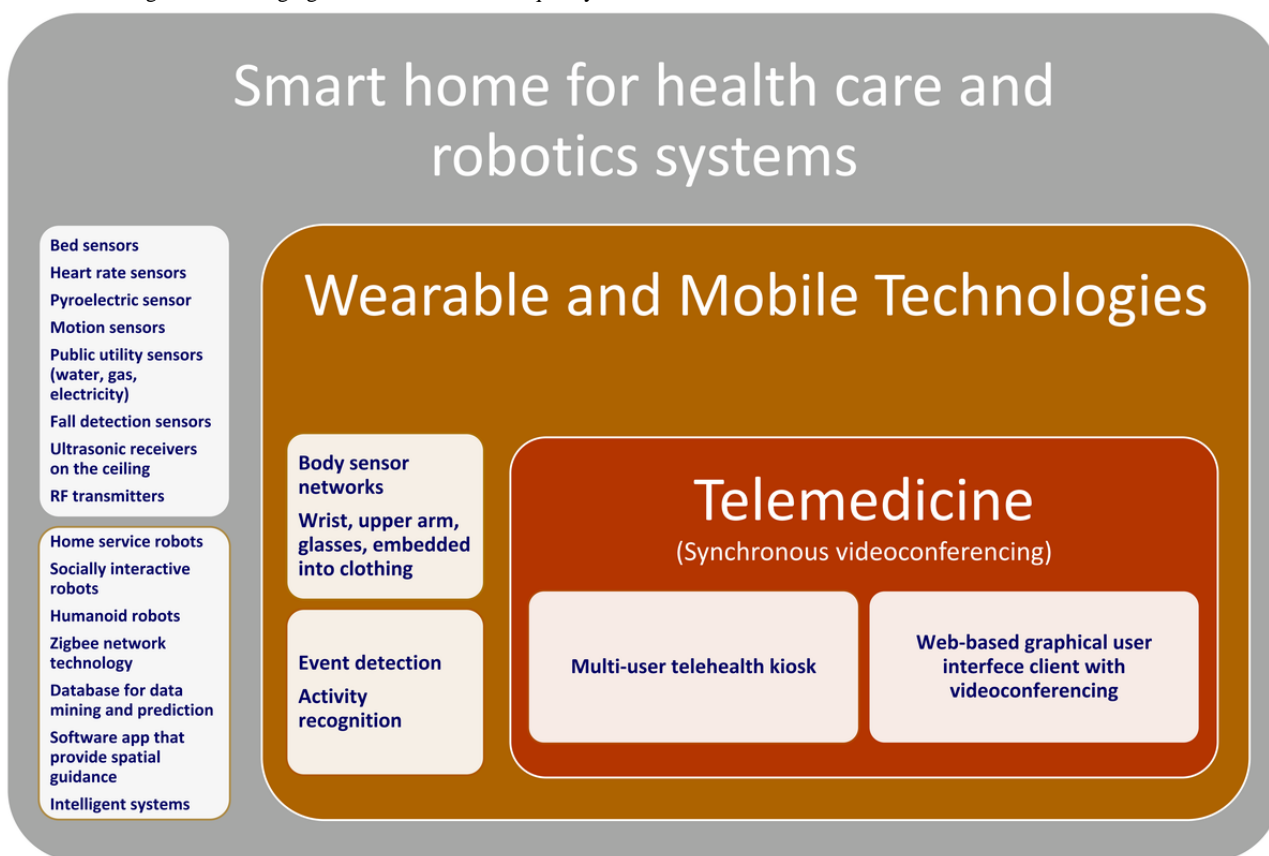 Smart home for health care and
robotics systems
Bed sensors
Heart rate sensors
Pyroelectric sensor
Motion sensors
Public utility sensors
(water, gas,
electricity)
Fall detection sensors
Ultrasonic receivers
on the ceiling
RF transmitters
Home service robots
Socially interactive
robots
Humanoid robots
Zigbee network
technology
Database for data
mining and prediction
Software app that
provide spatial
guidance
Intelligent systems
Wearable and Mobile Technologies
Body sensor
networks
Wrist, upper arm,
glasses, embedded
into clothing
Event detection
Activity
recognition
Telemedicine
(Synchronous videoconferencing)
Multi-user telehealth kiosk
Web-based graphical user
interfece client with
videoconferencing